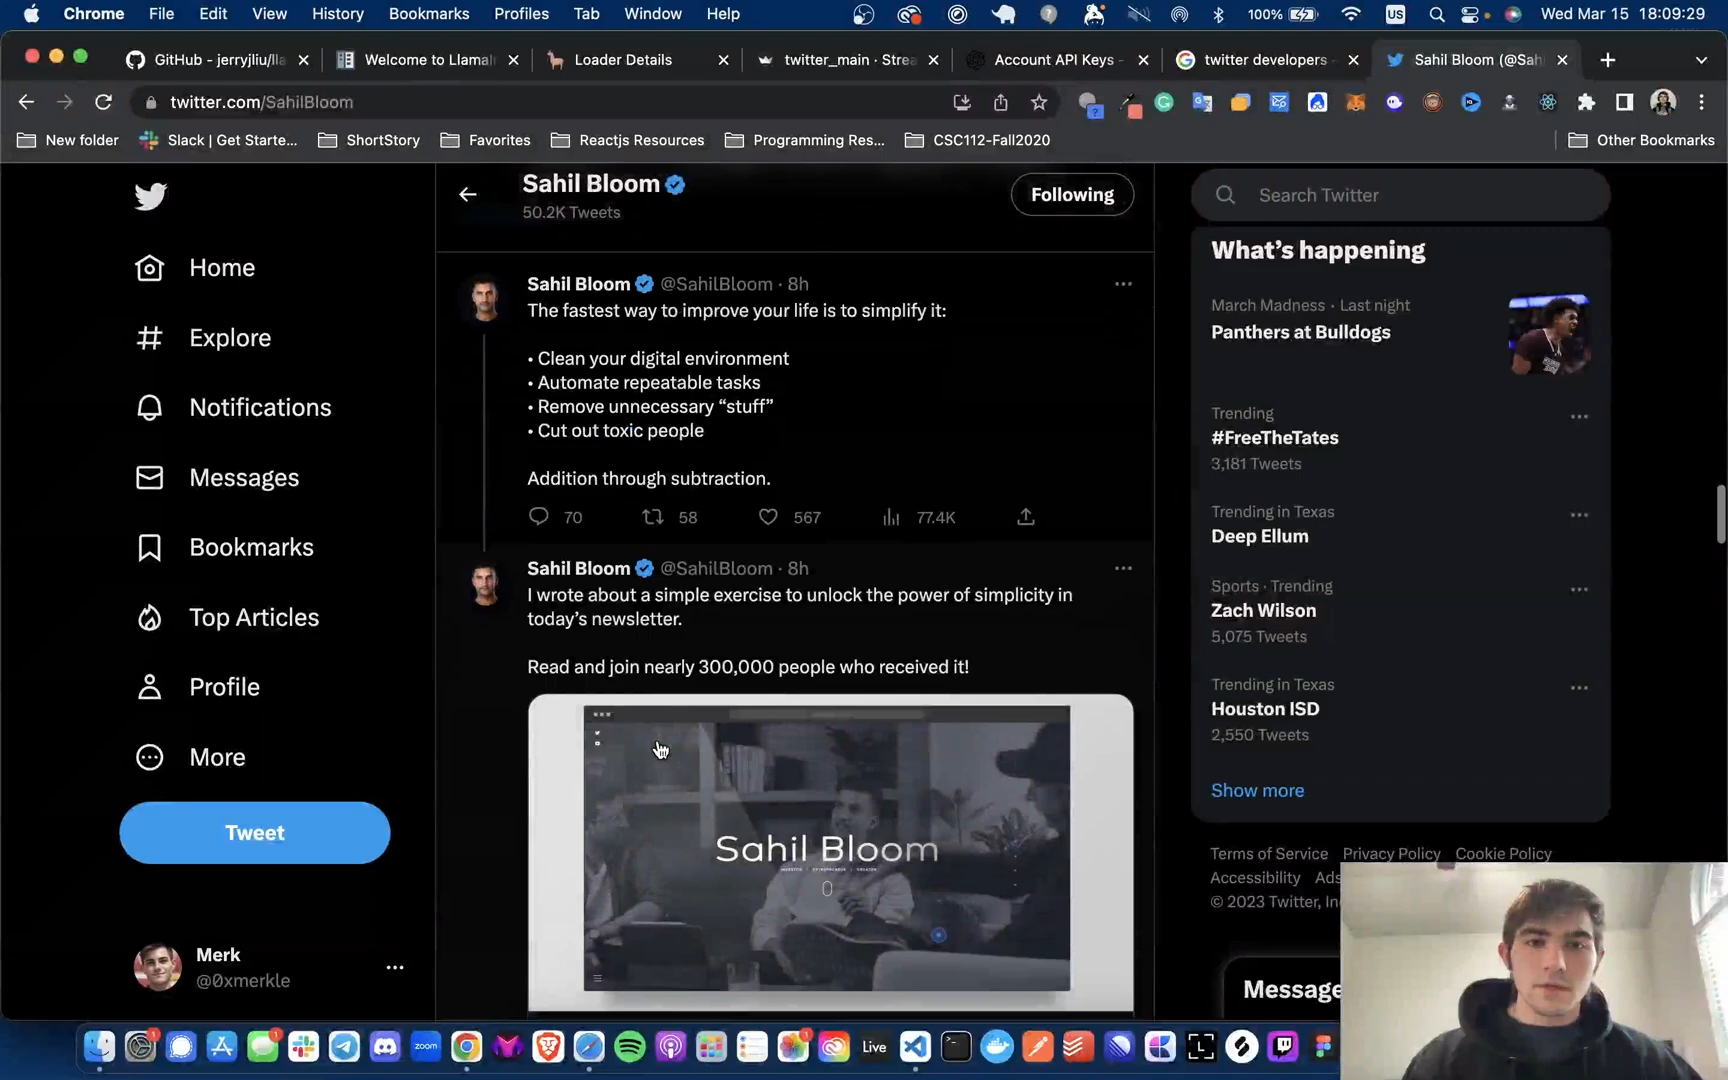 Chrome File Edit View History Bookmarks Profiles Tab Window Help 100% US Wed Mar 15 18:09:29
GitHub - jerryjliu/lla Welcome to LlamaI Loader Details twitter_main · Strea Account API Keys - twitter developers - Sahil Bloom (@Sahi
twitter.com/SahilBloom
New folder Slack | Get Starte... ShortStory Favorites Reactjs Resources Programming Res... CSC112-Fall2020 Other Bookmarks
Home
Explore
Notifications
Messages
Bookmarks
Top Articles
Profile
More
Tweet
Merk
@0xmerkle
Sahil Bloom
50.2K Tweets
Following
Sahil Bloom @SahilBloom · 8h
The fastest way to improve your life is to simplify it:
• Clean your digital environment
• Automate repeatable tasks
• Remove unnecessary “stuff”
• Cut out toxic people
Addition through subtraction.
70 58 567 77.4K
Sahil Bloom @SahilBloom · 8h
I wrote about a simple exercise to unlock the power of simplicity in
today’s newsletter.
Read and join nearly 300,000 people who received it!
Sahil Bloom
Search Twitter
What’s happening
March Madness · Last night
Panthers at Bulldogs
Trending
#FreeTheTates
3,181 Tweets
Trending in Texas
Deep Ellum
Sports · Trending
Zach Wilson
5,075 Tweets
Trending in Texas
Houston ISD
2,550 Tweets
Show more
Terms of Service Privacy Policy Cookie Policy
Accessibility Ads
© 2023 Twitter, In
Message
zoom Live